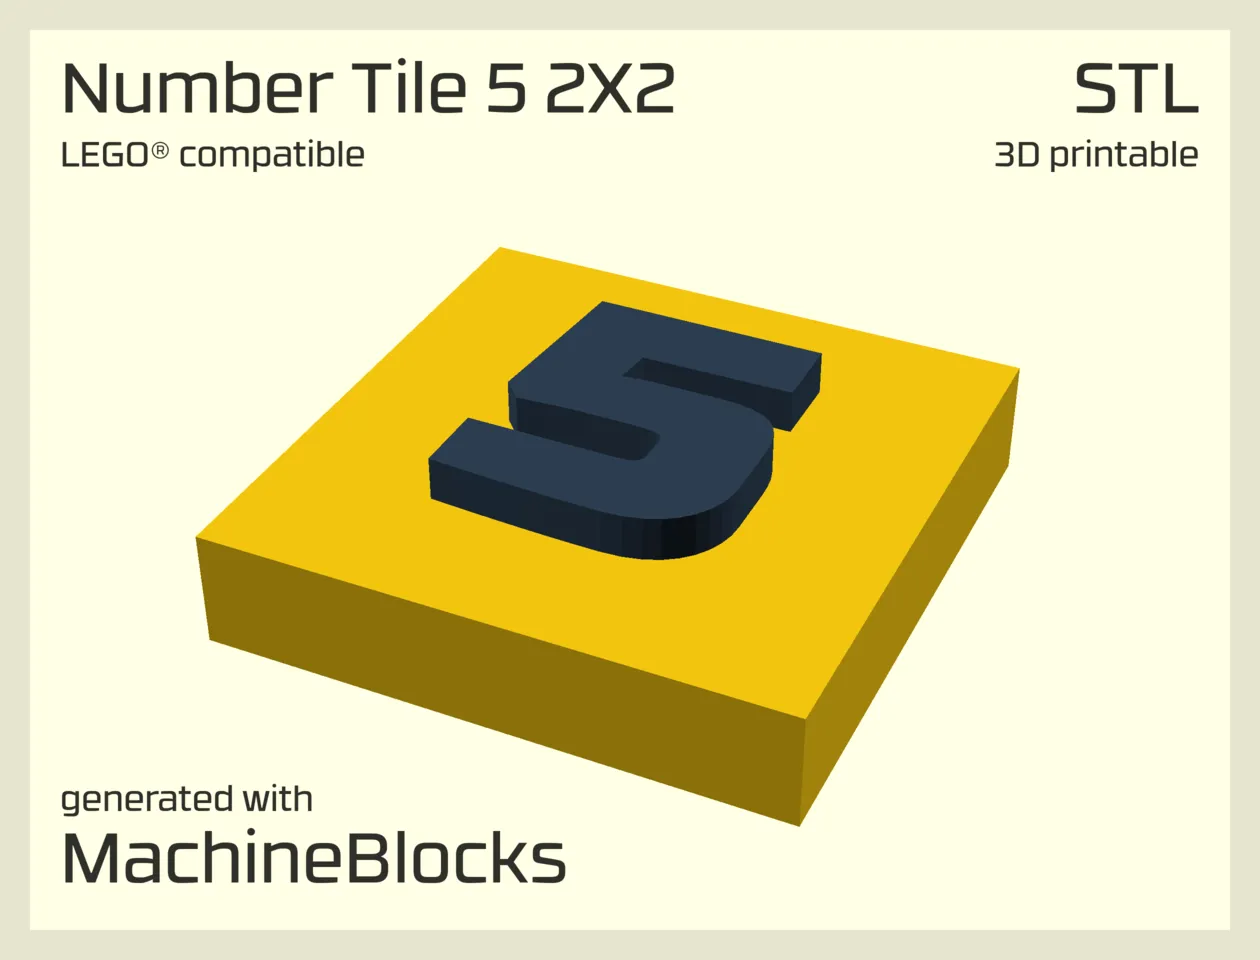 Number Tile 5 2X2
STL
LEGO® compatible
3D printable
5
generated with
MachineBlocks